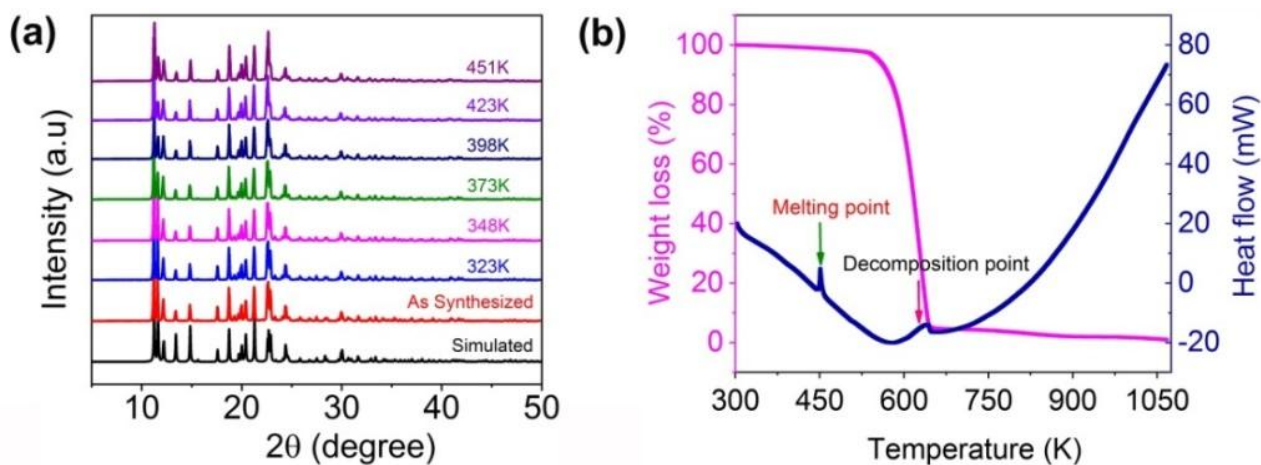 (a)
451K
423K
398K
373K
348K
323K
As Synthesized
Simulated
Intensity (a.u)
10 20 30 40 50
2θ (degree)
(b)
100
80
60
40
20
0
Weight loss (%)
Melting point
Decomposition point
80
60
40
20
0
-20
Heat flow (mW)
300 450 600 750 900 1050
Temperature (K)